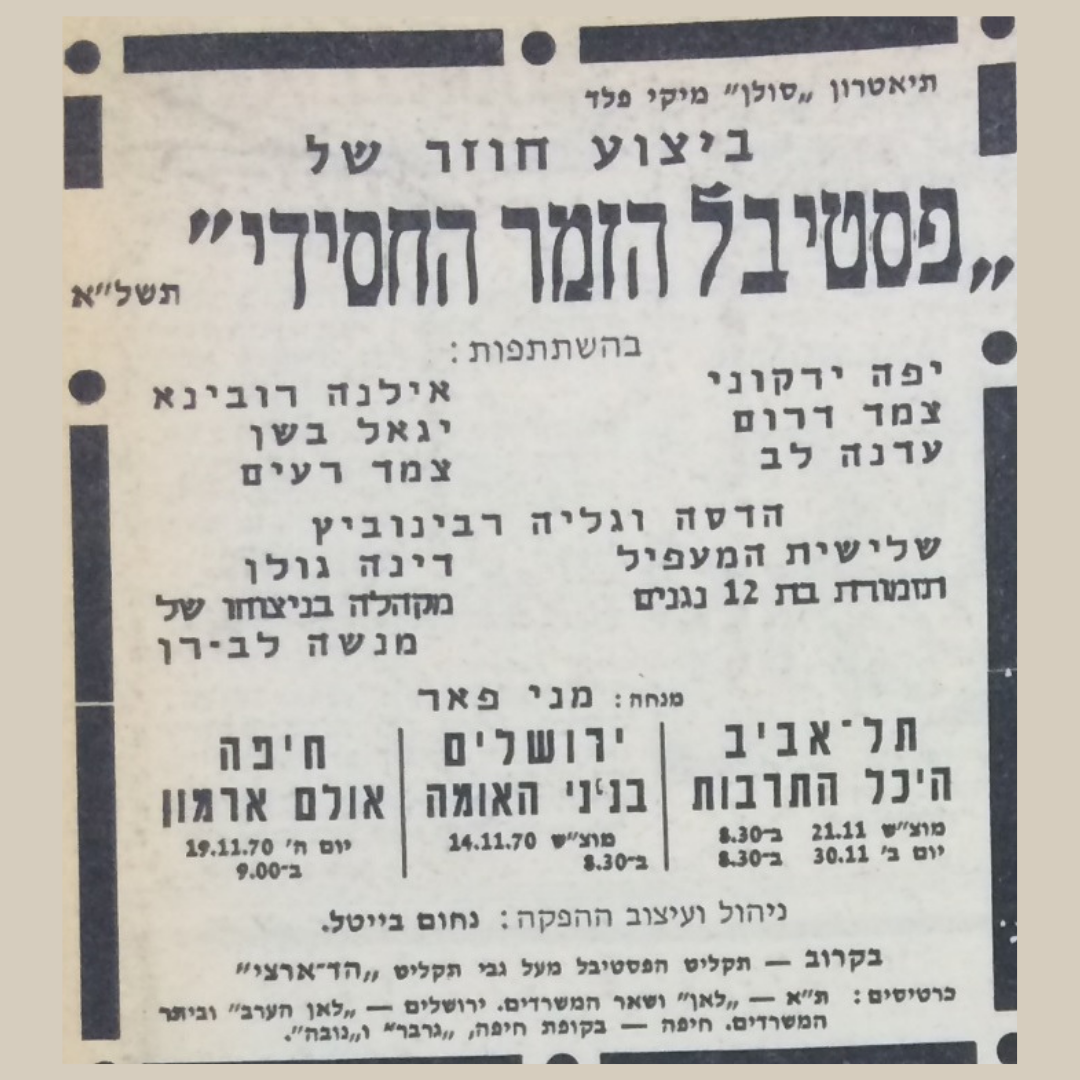 תיאטרון „סולן" מיקי פלד
ביצוע חוזר של
„פסטיבל הזמר החסידי"
תשל"א
בהשתתפות:
יפה ירקוני
צמד דרום
עדנה לב
אילנה רובינא
יגאל בשן
צמד רעים
הדסה וגליה רבינוביץ
שלישית המעפיל
תזמורת בת 12 נגנים
דינה גולן
מקהלה בניצוחו של
מנשה לב-רן
מנחה: מני פאר
תל-אביב
היכל התרבות
מוצ"ש 21.11 ב-8.30
יום ב' 30.11 ב-8.30
ירושלים
בניני האומה
מוצ"ש 14.11.70
ב-8.30
חיפה
אולם ארמון
יום ה' 19.11.70
ב-9.00
ניהול ועיצוב ההפקה: נחום בייטל.
בקרוב — תקליט הפסטיבל מעל גבי תקליט „הד-ארצי"
כרטיסים: ת"א — „לאן" ושאר המשרדים. ירושלים — „לאן הערב" וביתר
המשרדים. חיפה — בקופת חיפה, „גרבר" ו„נובה".